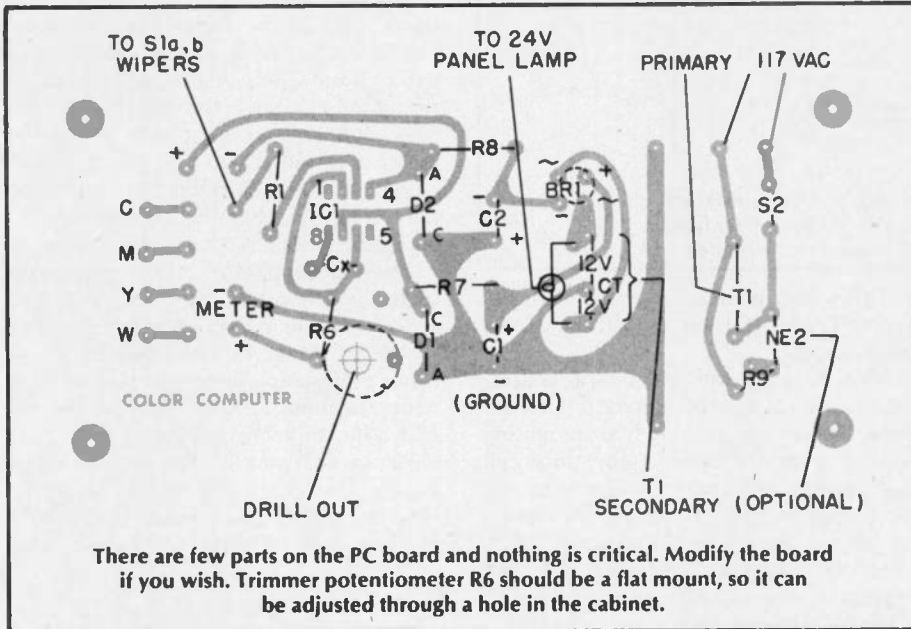 TO S1a,b
WIPERS
TO 24V
PANEL LAMP
PRIMARY
117 VAC
+
-
R8
A
~
+
R1
1
4
BR1
~
C
IC1
D2
-
C2
-
S2
8
5
C
+
M
Cx
12V
Y
-
R7
CT
METER
C
12V
T1
W
+
R6
D1
C1
+
NE2
A
-
R9
COLOR COMPUTER
(GROUND)
DRILL OUT
T1
SECONDARY
(OPTIONAL)
There are few parts on the PC board and nothing is critical. Modify the board
if you wish. Trimmer potentiometer R6 should be a flat mount, so it can
be adjusted through a hole in the cabinet.